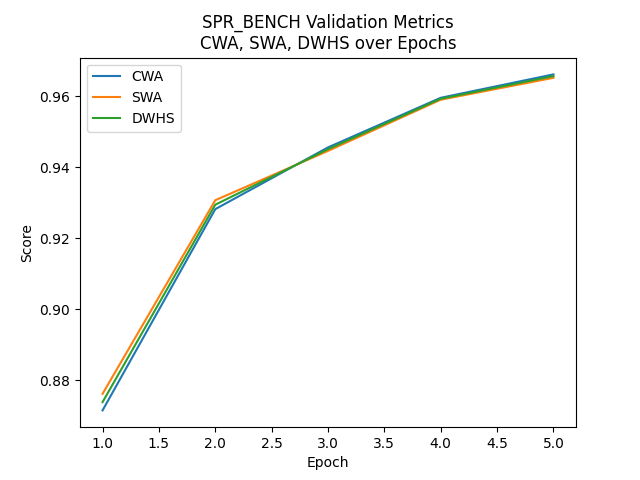 SPR_BENCH Validation Metrics
CWA, SWA, DWHS over Epochs
CWA
SWA
DWHS
0.96
0.94
0.92
0.90
0.88
Score
1.0 1.5 2.0 2.5 3.0 3.5 4.0 4.5 5.0
Epoch